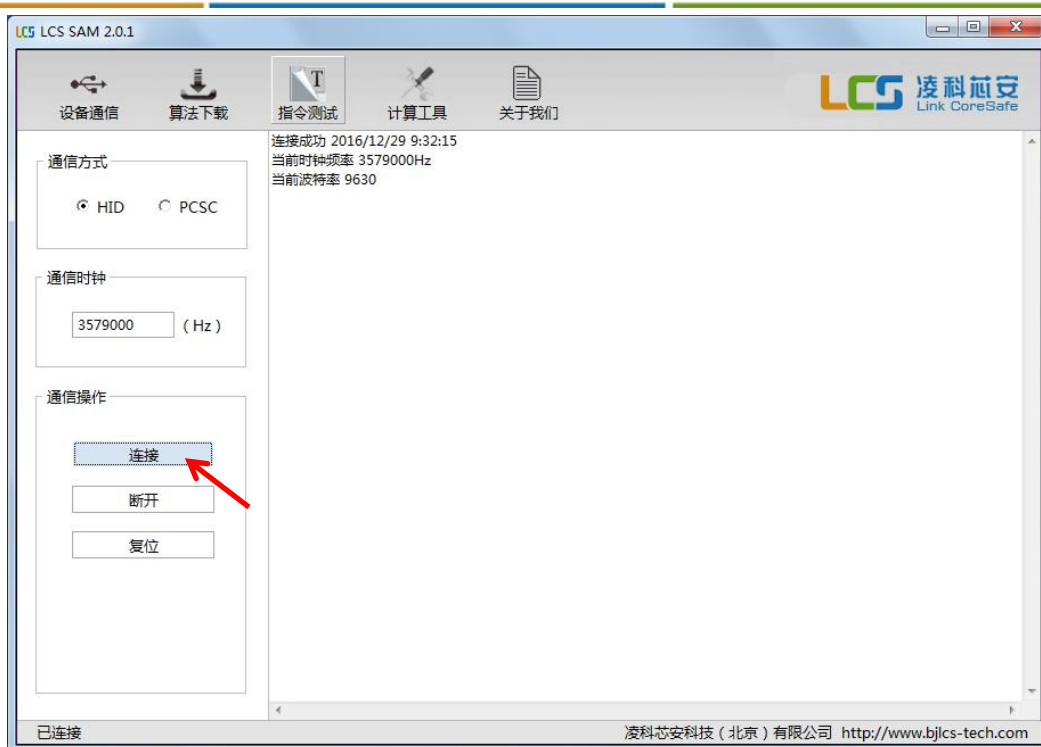 LCS LCS SAM 2.0.1
设备通信 算法下载 指令测试 计算工具 关于我们
LCS 凌科芯安
Link CoreSafe
连接成功 2016/12/29 9:32:15
当前时钟频率 3579000Hz
当前波特率 9630
通信方式
HID PCSC
通信时钟
3579000 ( Hz )
通信操作
连接
断开
复位
已连接
凌科芯安科技 ( 北京 ) 有限公司 http://www.bjlcs-tech.com